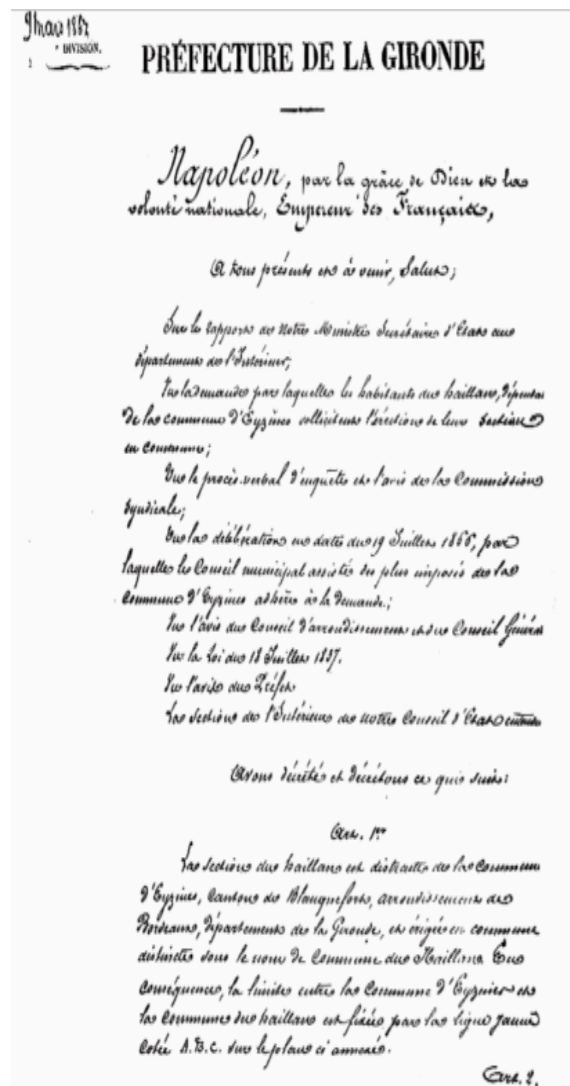 9 mars 1867
DIVISION.
PRÉFECTURE DE LA GIRONDE
Napoléon, par la grâce de Dieu et la
volonté nationale, Empereur des Français,
A tous présents et à venir, Salut;
Sur le rapport de Notre Ministre Secrétaire d'Etat au
département de l'Intérieur;
Vu la demande par laquelle les habitants du haillan, dépendant
de la commune d'Eyzines sollicitent l'érection de leur section
en commune;
Vu le procès-verbal d'enquête et l'avis de la Commission
syndicale;
Vu la délibération en date du 19 Juillet 1866, par
laquelle le Conseil municipal assisté des plus imposés de la
Commune d'Eyzines adhère à la demande;
Vu l'avis du Conseil d'arrondissement et du Conseil Général
Vu la Loi du 18 Juillet 1837.
Vu l'avis du Préfet
La section de l'Intérieur de notre Conseil d'Etat entendue
Avons décrété et décrétons ce qui suit:
Art. 1er
La section du haillan est distraite de la commune
d'Eyzines, canton de Blanquefort, arrondissement de
Bordeaux, département de la Gironde, et érigée en commune
distincte sous le nom de Commune du Haillan. En
conséquence, la limite entre la Commune d'Eyzines et
la Commune du haillan est fixée par la ligne jaune
cotée A.B.C. sur le plan ci annexé.
Art. 2.